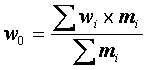 w₀ = (∑ wᵢ × mᵢ) / (∑ mᵢ)